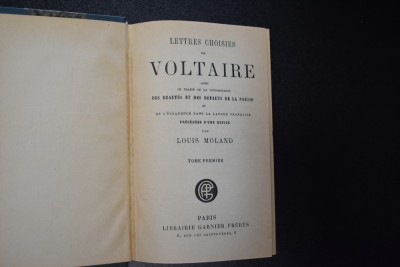 LETTRES CHOISIES
DE
VOLTAIRE
AVEC
LE TRAITÉ DE LA CONNAISSANCE
DES BEAUTÉS ET DES DÉFAUTS DE LA POÉSIE
ET
DE L'ÉLOQUENCE DANS LA LANGUE FRANÇAISE
PRÉCÉDÉES D'UNE NOTICE
PAR
LOUIS MOLAND
TOME PREMIER
PARIS
LIBRAIRIE GARNIER FRÈRES
6, RUE DES SAINTS-PÈRES, 6